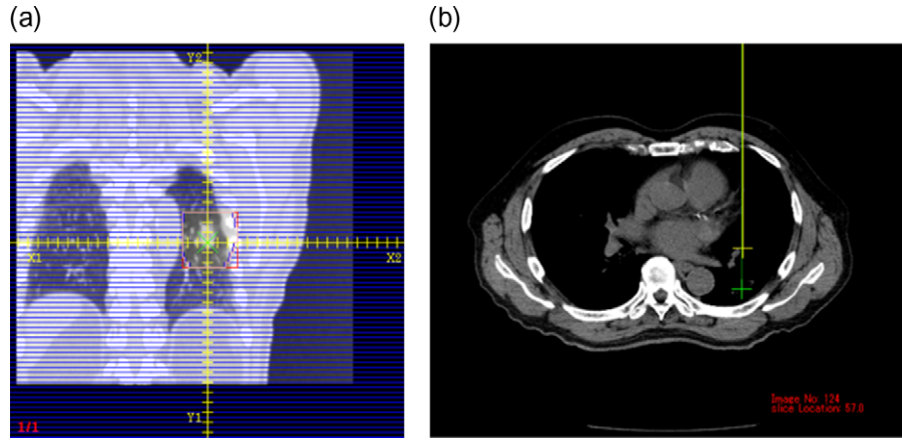 (a)
(b)
Y2
X1
X2
Y1
1/1
Image No 124
slice Location: 57.0